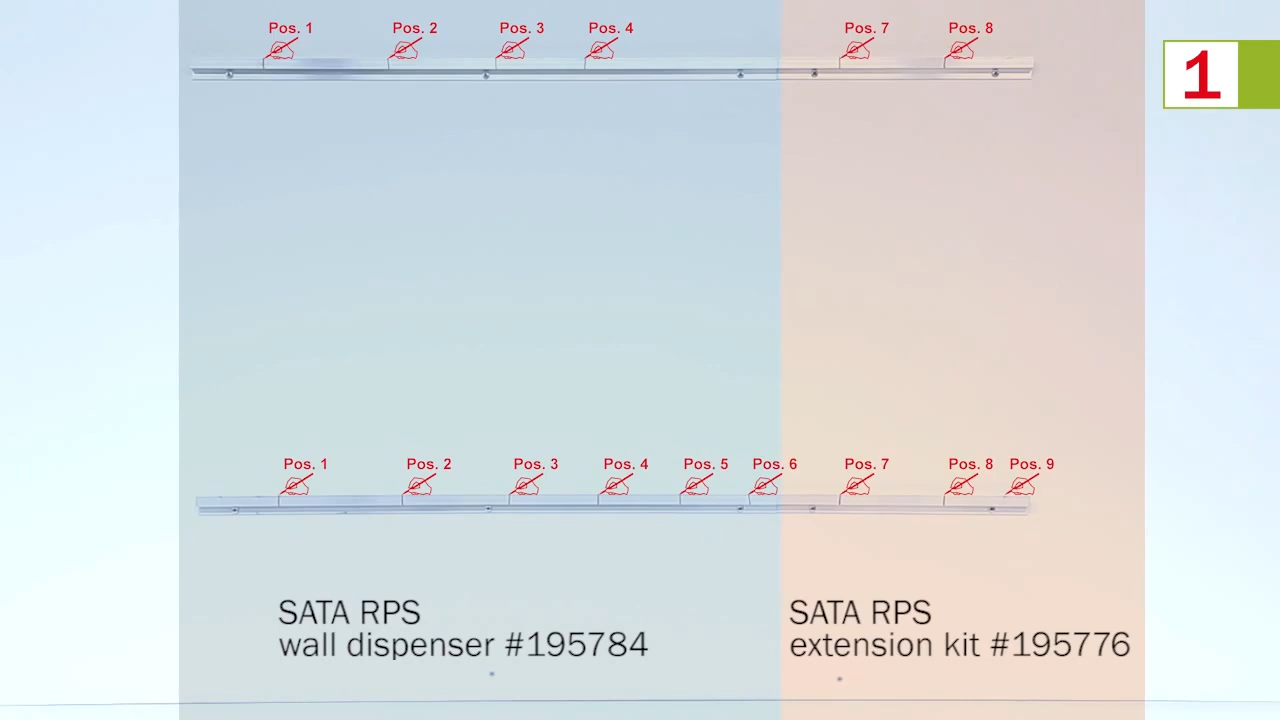 Pos. 1 Pos. 2 Pos. 3 Pos. 4 Pos. 7 Pos. 8
1
Pos. 1 Pos. 2 Pos. 3 Pos. 4 Pos. 5 Pos. 6 Pos. 7 Pos. 8 Pos. 9
SATA RPS
wall dispenser #195784
SATA RPS
extension kit #195776